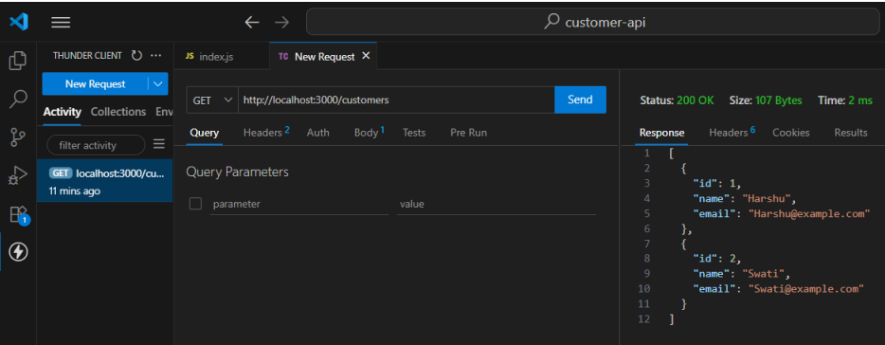 customer-api
THUNDER CLIENT
New Request
Activity Collections Env
filter activity
GET localhost:3000/cu...
11 mins ago
1
JS index.js
TC New Request
GET http://localhost:3000/customers Send
Query Headers 2 Auth Body 1 Tests Pre Run
Query Parameters
parameter value
Status: 200 OK Size: 107 Bytes Time: 2 ms
Response Headers 6 Cookies Results
1 [
2 {
3 "id": 1,
4 "name": "Harshu",
5 "email": "Harshu@example.com"
6 },
7 {
8 "id": 2,
9 "name": "Swati",
10 "email": "Swati@example.com"
11 }
12 ]